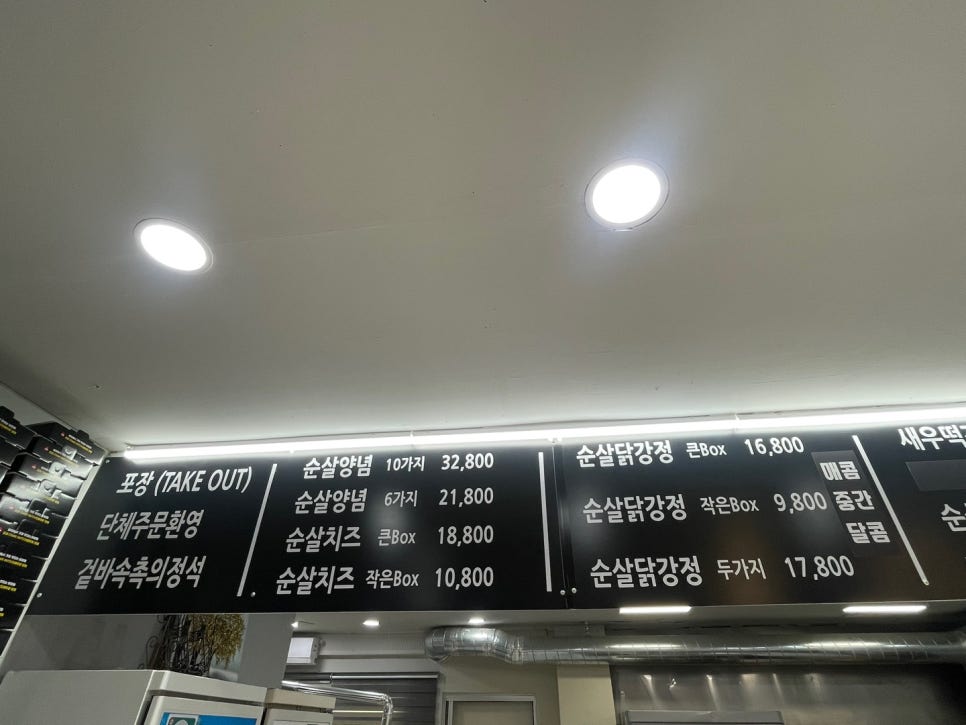 포장 (TAKE OUT)
단체주문환영
겉바속촉의정석
순살양념 10가지 32,800
순살양념 6가지 21,800
순살치즈 큰Box 18,800
순살치즈 작은Box 10,800
순살닭강정 큰Box 16,800
순살닭강정 작은Box 9,800
순살닭강정 두가지 17,800
매콤
중간
달콤
새우떡
순